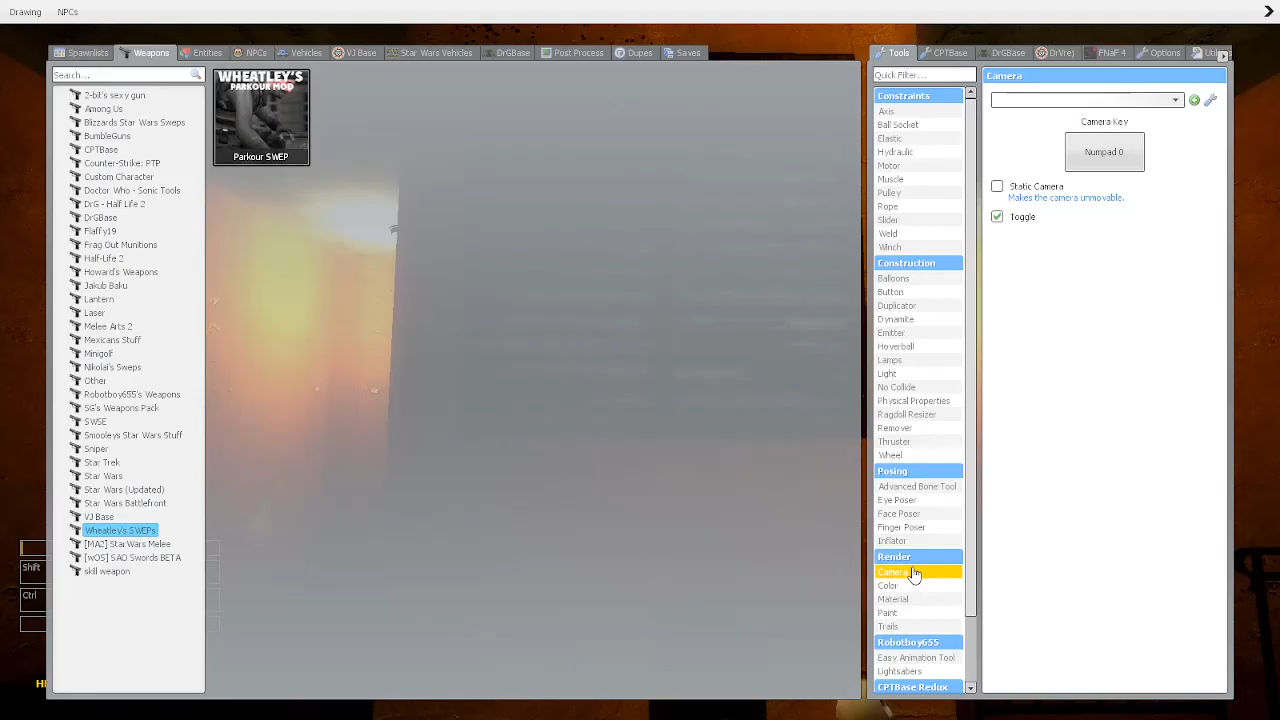 Drawing NPCs
Spawnlists Weapons Entities NPCs Vehicles VJ Base Star Wars Vehicles DrGBase Post Process Dupes Saves
Search...
2-bit's sexy gun
Among Us
Blizzards Star Wars Sweps
BumbleGuns
CPTBase
Counter-Strike: PTP
Custom Character
Doctor Who - Sonic Tools
DrG - Half Life 2
DrGBase
Flaffy19
Frag Out Munitions
Half-Life 2
Howard's Weapons
Jakub Baku
Lantern
Laser
Melee Arts 2
Mexicans Stuff
Minigolf
Nikolai's Sweps
Other
Robotboy655's Weapons
SG's Weapons Pack
SWSE
Smooleys Star Wars Stuff
Sniper
Star Trek
Star Wars
Star Wars (Updated)
Star Wars Battlefront
VJ Base
Wheatley's SWEPs
[MA2] StarWars Melee
[wOS] SAO Swords BETA
skill weapon
Shift
Ctrl
WHEATLEY'S
PARKOUR MOD
Parkour SWEP
Tools CPTBase DrGBase DrVrej FNaF 4 Options
Quick Filter...
Constraints
Axis
Ball Socket
Elastic
Hydraulic
Motor
Muscle
Pulley
Rope
Slider
Weld
Winch
Construction
Balloons
Button
Duplicator
Dynamite
Emitter
Hoverball
Lamps
Light
No Collide
Physical Properties
Ragdoll Resizer
Remover
Thruster
Wheel
Posing
Advanced Bone Tool
Eye Poser
Face Poser
Finger Poser
Inflator
Render
Camera
Color
Material
Paint
Trails
Robotboy655
Easy Animation Tool
Lightsabers
CPTBase Redux
Camera
Camera Key
Numpad 0
Static Camera
Makes the camera unmovable.
Toggle